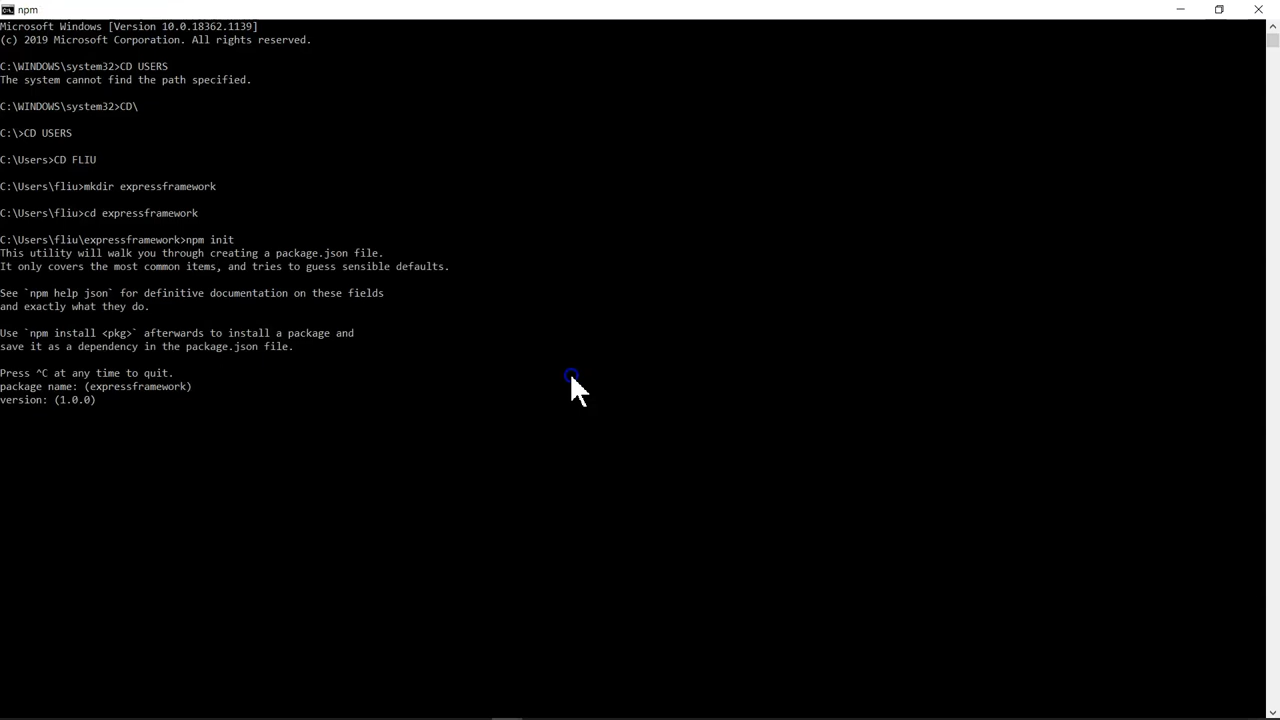 npm
Microsoft Windows [Version 10.0.18362.1139]
(c) 2019 Microsoft Corporation. All rights reserved.
C:\WINDOWS\system32>CD USERS
The system cannot find the path specified.
C:\WINDOWS\system32>CD\
C:\>CD USERS
C:\Users>CD FLIU
C:\Users\fliu>mkdir expressframework
C:\Users\fliu>cd expressframework
C:\Users\fliu\expressframework>npm init
This utility will walk you through creating a package.json file.
It only covers the most common items, and tries to guess sensible defaults.
See `npm help json` for definitive documentation on these fields
and exactly what they do.
Use `npm install <pkg>` afterwards to install a package and
save it as a dependency in the package.json file.
Press ^C at any time to quit.
package name: (expressframework)
version: (1.0.0)